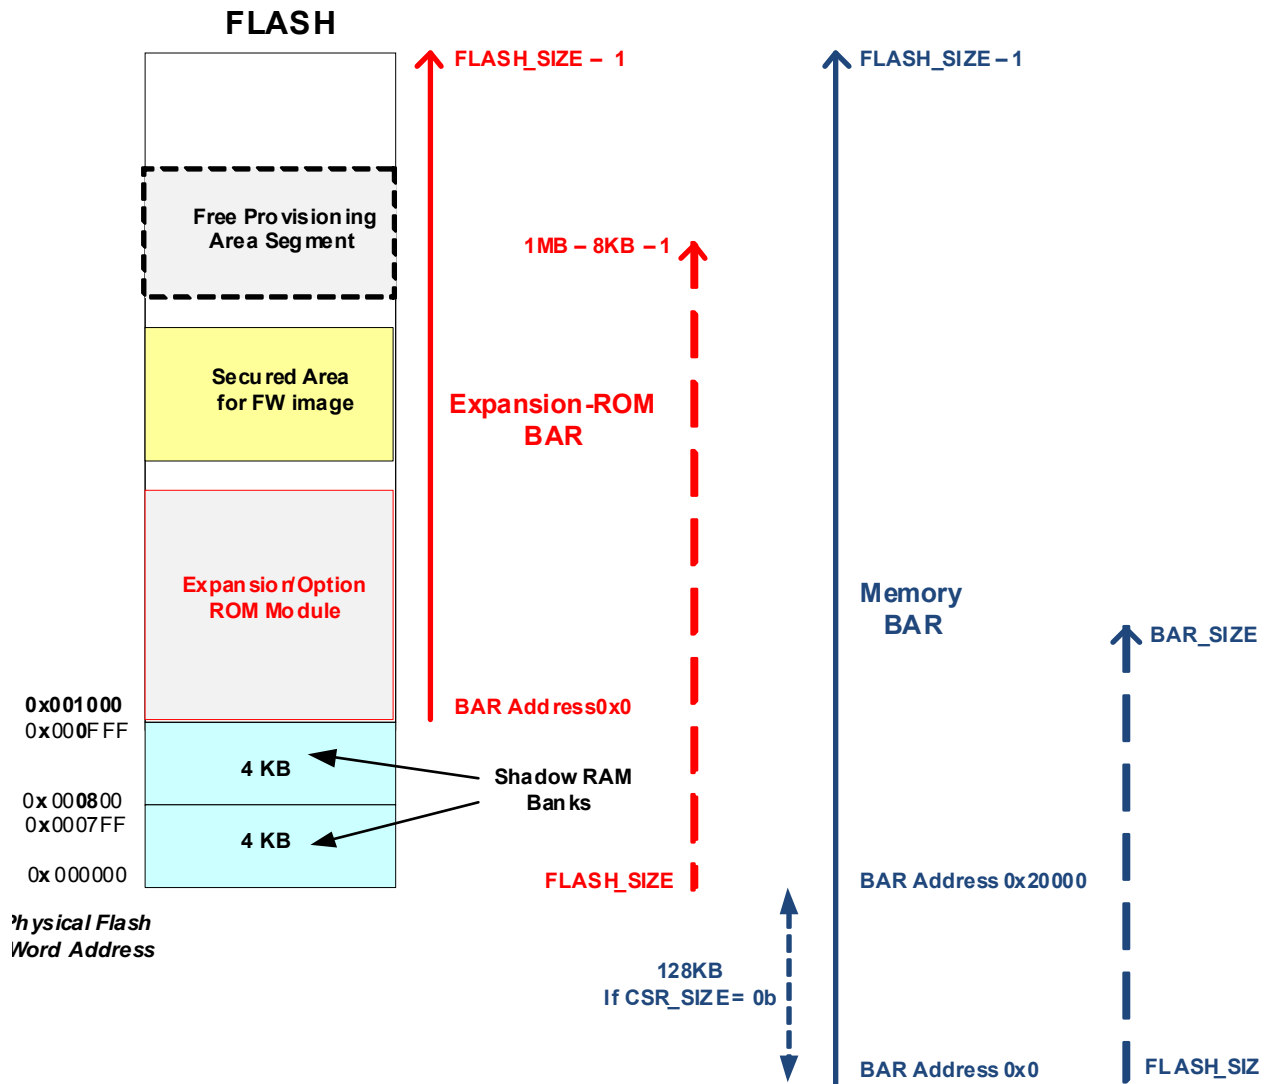 FLASH
FLASH_SIZE – 1
FLASH_SIZE – 1
Free Provisioning
Area Segment
1MB – 8KB – 1
Secured Area
for FW image
Expansion-ROM
BAR
Expansion/Option
ROM Module
Memory
BAR
BAR_SIZE
0x001000
0x000FFF
BAR Address0x0
4 KB
Shadow RAM
Banks
0x000800
0x0007FF
4 KB
0x000000
FLASH_SIZE
BAR Address 0x20000
Physical Flash
Word Address
128KB
If CSR_SIZE= 0b
BAR Address 0x0
FLASH_SIZ